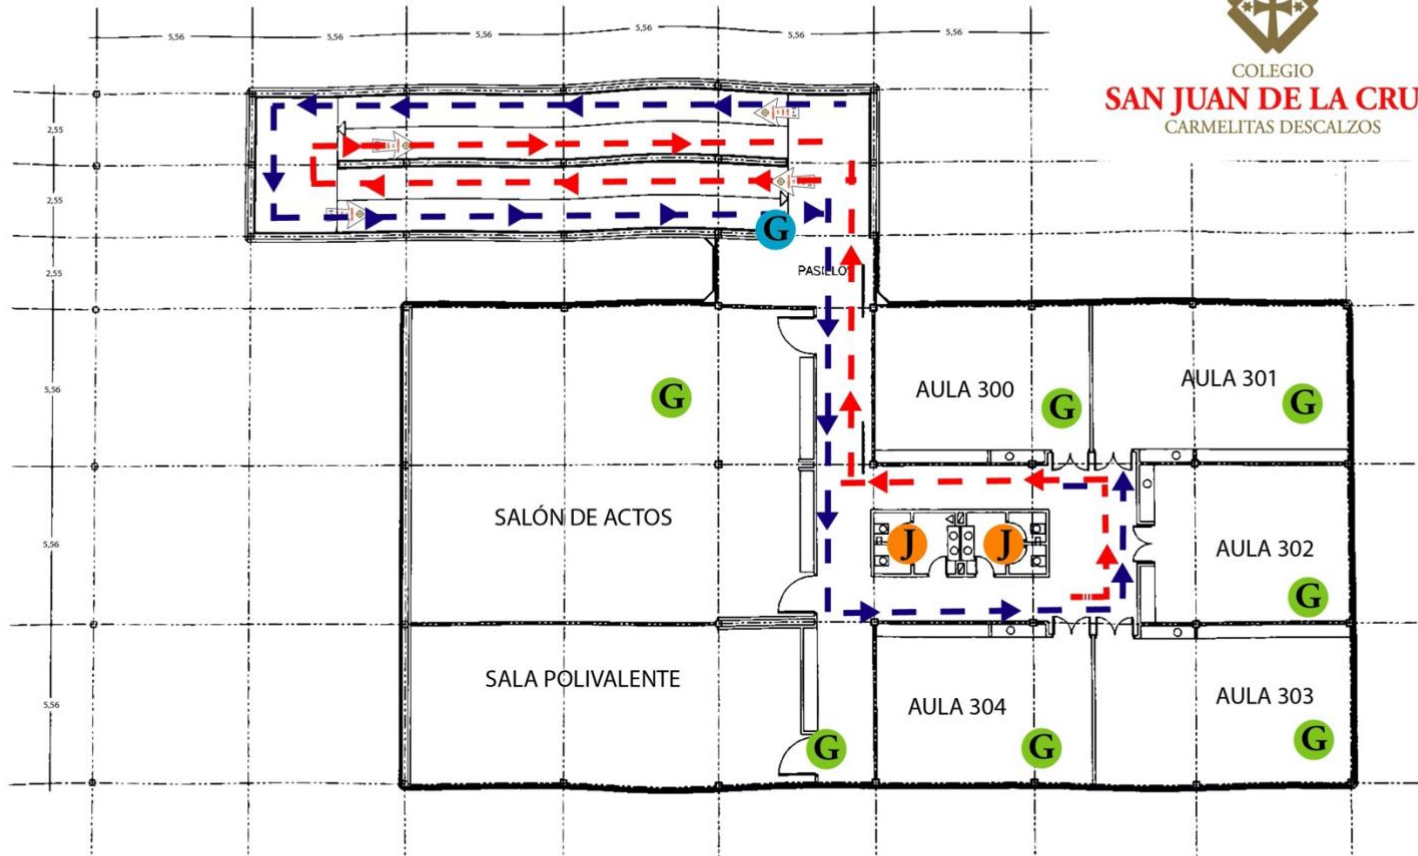 5,56
5,56
5,56
5,56
5,56
5,56
COLEGIO
SAN JUAN DE LA CRU
CARMELITAS DESCALZOS
2,55
2,55
2,55
5,56
5,56
5,56
G
PASILLO
G
AULA 300
G
AULA 301
G
SALÓN DE ACTOS
J
J
AULA 302
G
SALA POLIVALENTE
AULA 304
AULA 303
G
G
G